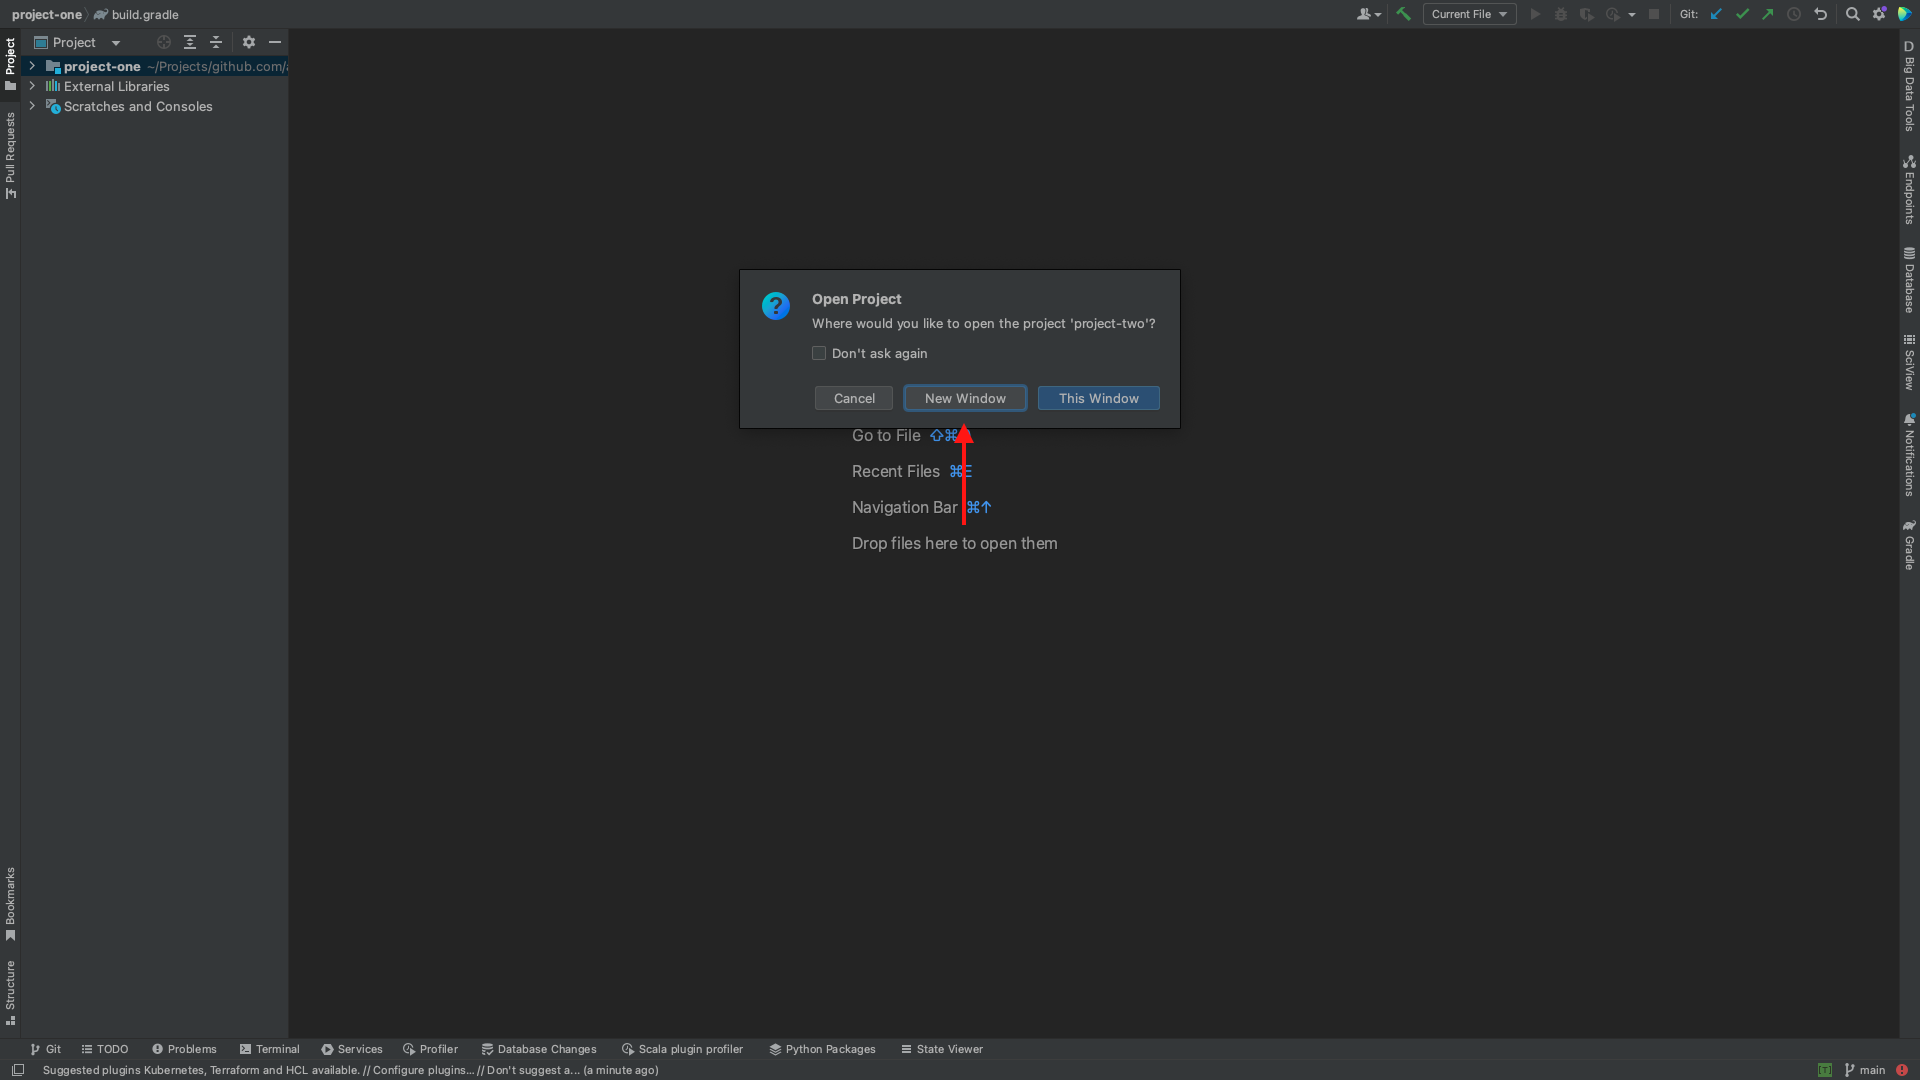 project-one
build.gradle
Current File
Git:
Project
project-one ~/Projects/github.com/
External Libraries
Scratches and Consoles
Project
Pull Requests
Bookmarks
Structure
Open Project
Where would you like to open the project 'project-two'?
Don't ask again
Cancel
New Window
This Window
Go to File ⇧⌘
Recent Files ⌘E
Navigation Bar ⌘↑
Drop files here to open them
D
Big Data Tools
Endpoints
Database
SciView
Notifications
Gradle
Git
TODO
Problems
Terminal
Services
Profiler
Database Changes
Scala plugin profiler
Python Packages
State Viewer
Suggested plugins Kubernetes, Terraform and HCL available. // Configure plugins... // Don't suggest a... (a minute ago)
[T]
main